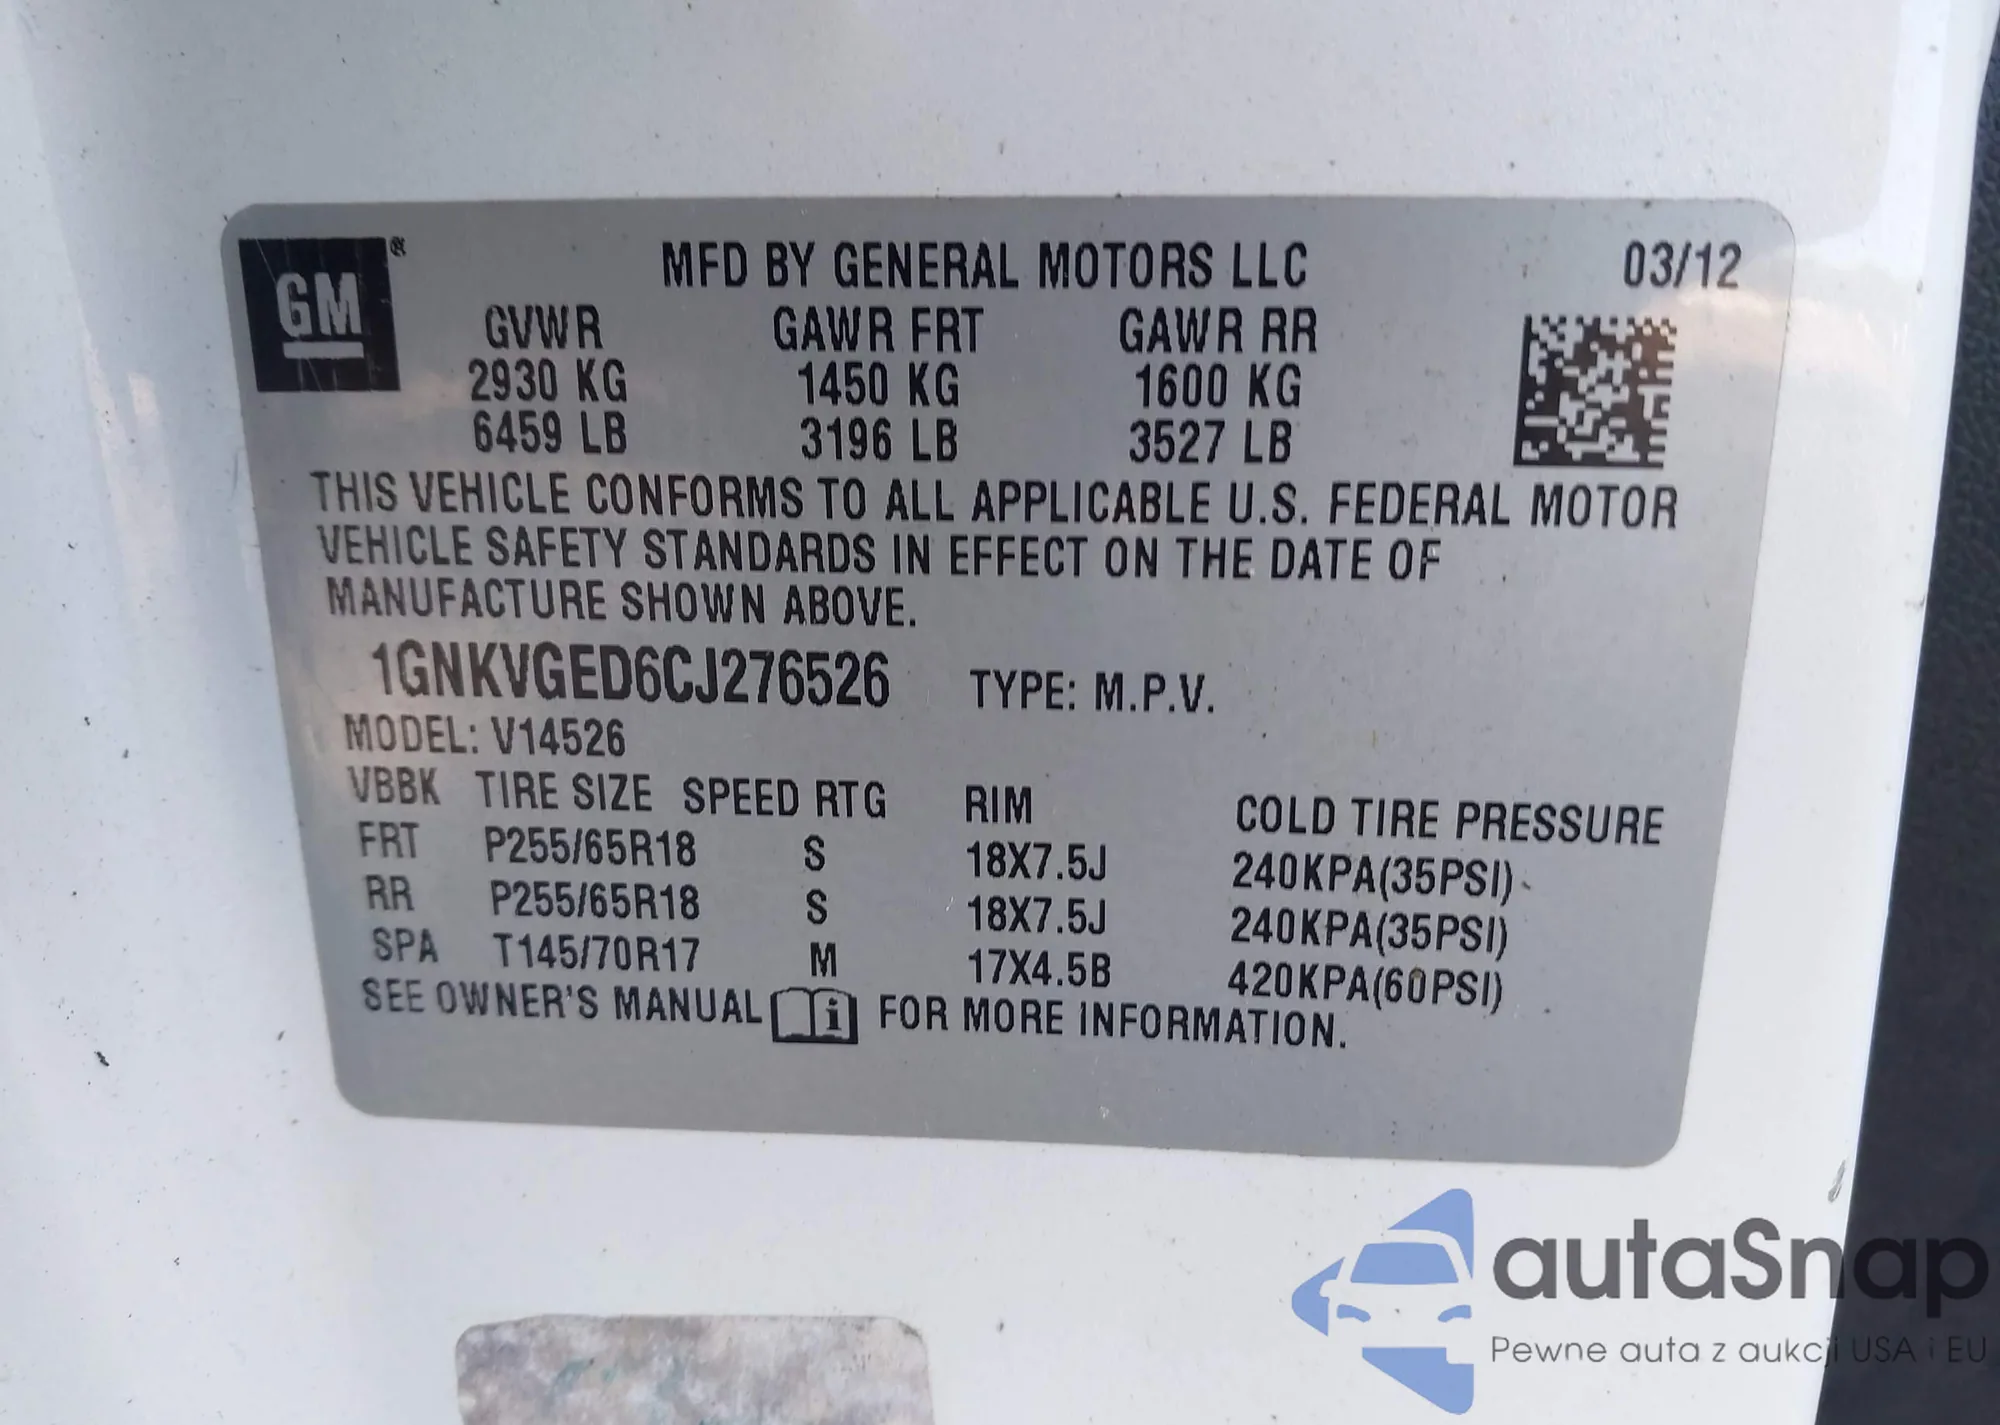 GM®
MFD BY GENERAL MOTORS LLC 03/12
GVWR GAWR FRT GAWR RR
2930 KG 1450 KG 1600 KG
6459 LB 3196 LB 3527 LB
THIS VEHICLE CONFORMS TO ALL APPLICABLE U.S. FEDERAL MOTOR
VEHICLE SAFETY STANDARDS IN EFFECT ON THE DATE OF
MANUFACTURE SHOWN ABOVE.
1GNKVGED6CJ276526 TYPE: M.P.V.
MODEL: V14526
VBBK TIRE SIZE SPEED RTG RIM COLD TIRE PRESSURE
FRT P255/65R18 S 18X7.5J 240KPA(35PSI)
RR P255/65R18 S 18X7.5J 240KPA(35PSI)
SPA T145/70R17 M 17X4.5B 420KPA(60PSI)
SEE OWNER'S MANUAL i FOR MORE INFORMATION.
autaSnap
Pewne auta z aukcji USA i EU